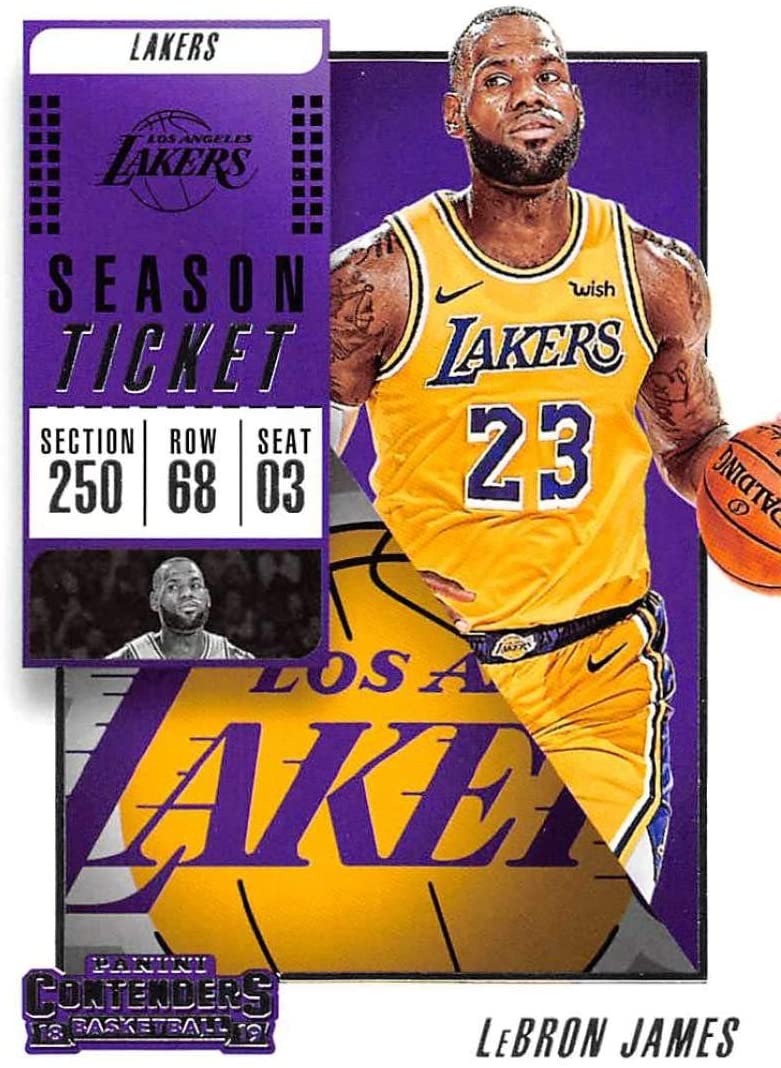 LAKERS
LOS ANGELES
LAKERS
SEASON
TICKET
SECTION ROW SEAT
250 68 03
wish
LAKERS
23
SPALDING
LAKERS
LOS A
LAKE
PANINI
CONTENDERS
18 BASKETBALL 19
LEBRON JAMES